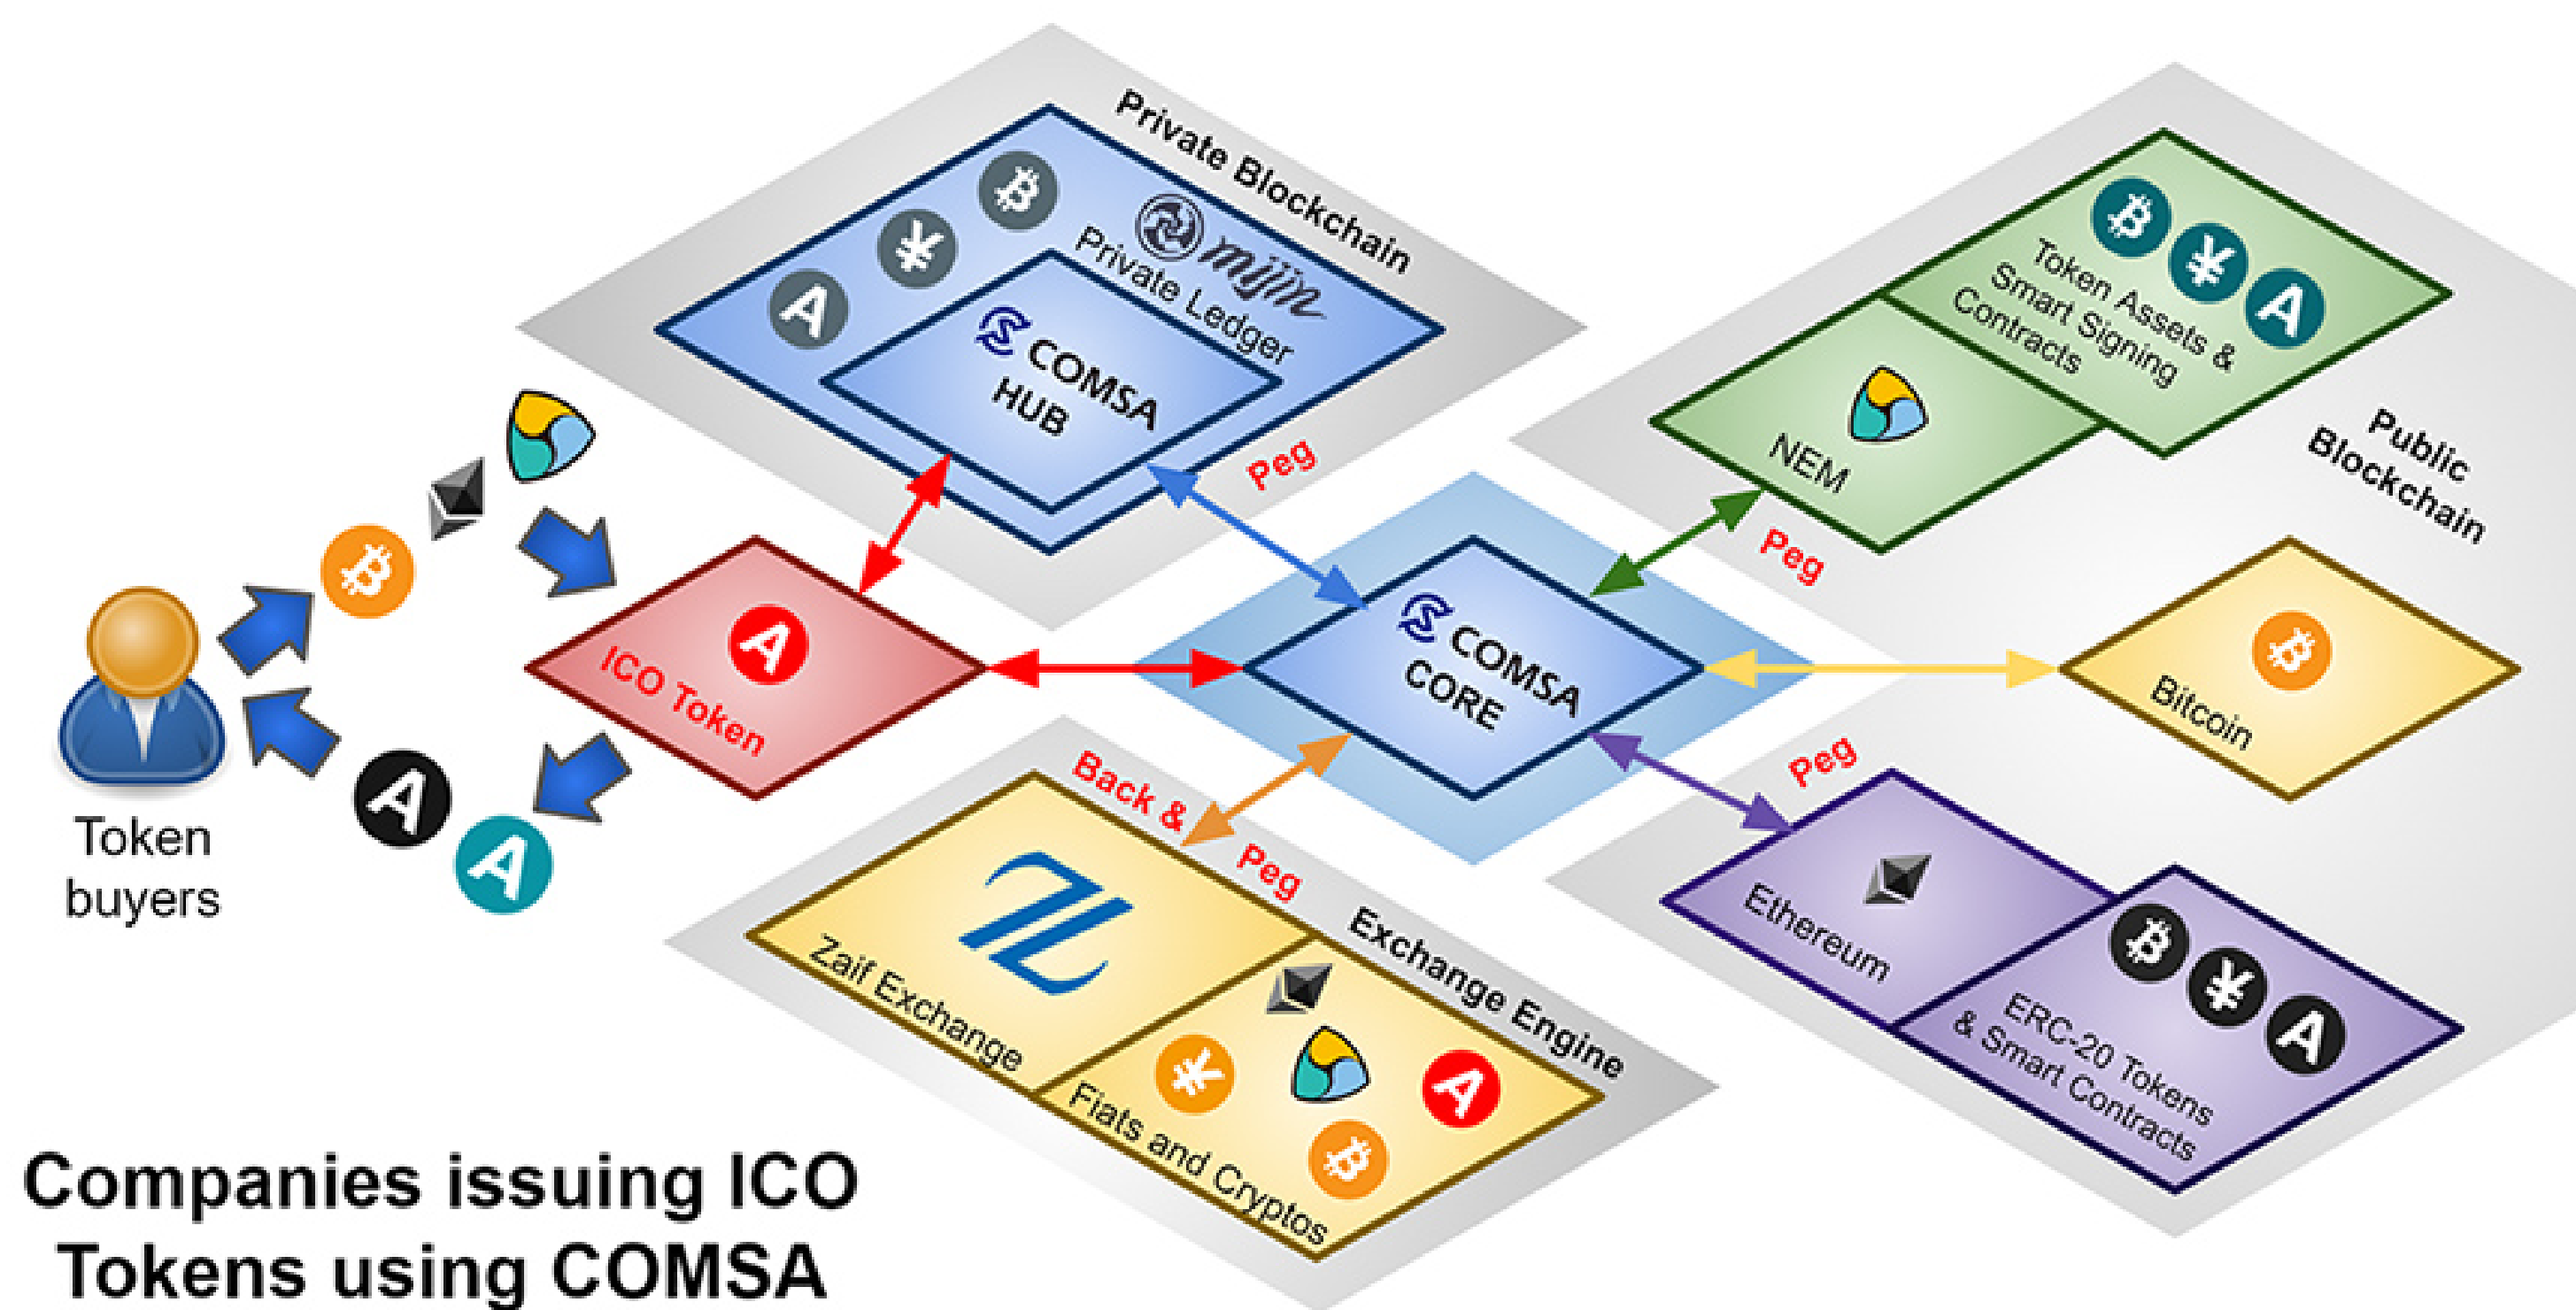 Private Blockchain
mijin
Private Ledger
COMSA
HUB
Peg
Token Assets &
Smart Signing
Contracts
NEM
Peg
Public
Blockchain
Bitcoin
ICO Token
COMSA
CORE
Peg
Ethereum
ERC-20 Tokens
& Smart Contracts
Back &
Peg
Exchange Engine
Zaif Exchange
Fiats and Cryptos
Token
buyers
Companies issuing ICO
Tokens using COMSA